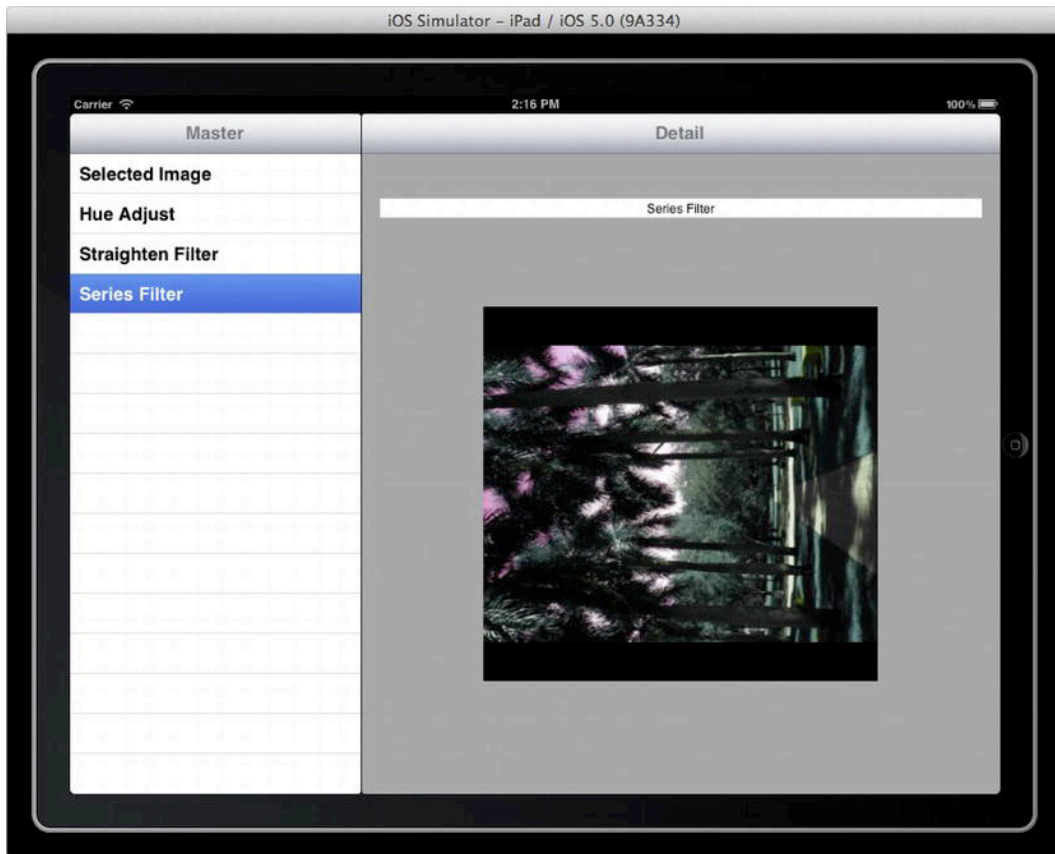 iOS Simulator – iPad / iOS 5.0 (9A334)
Carrier 2:16 PM 100%
Master
Detail
Selected Image
Hue Adjust
Straighten Filter
Series Filter
Series Filter